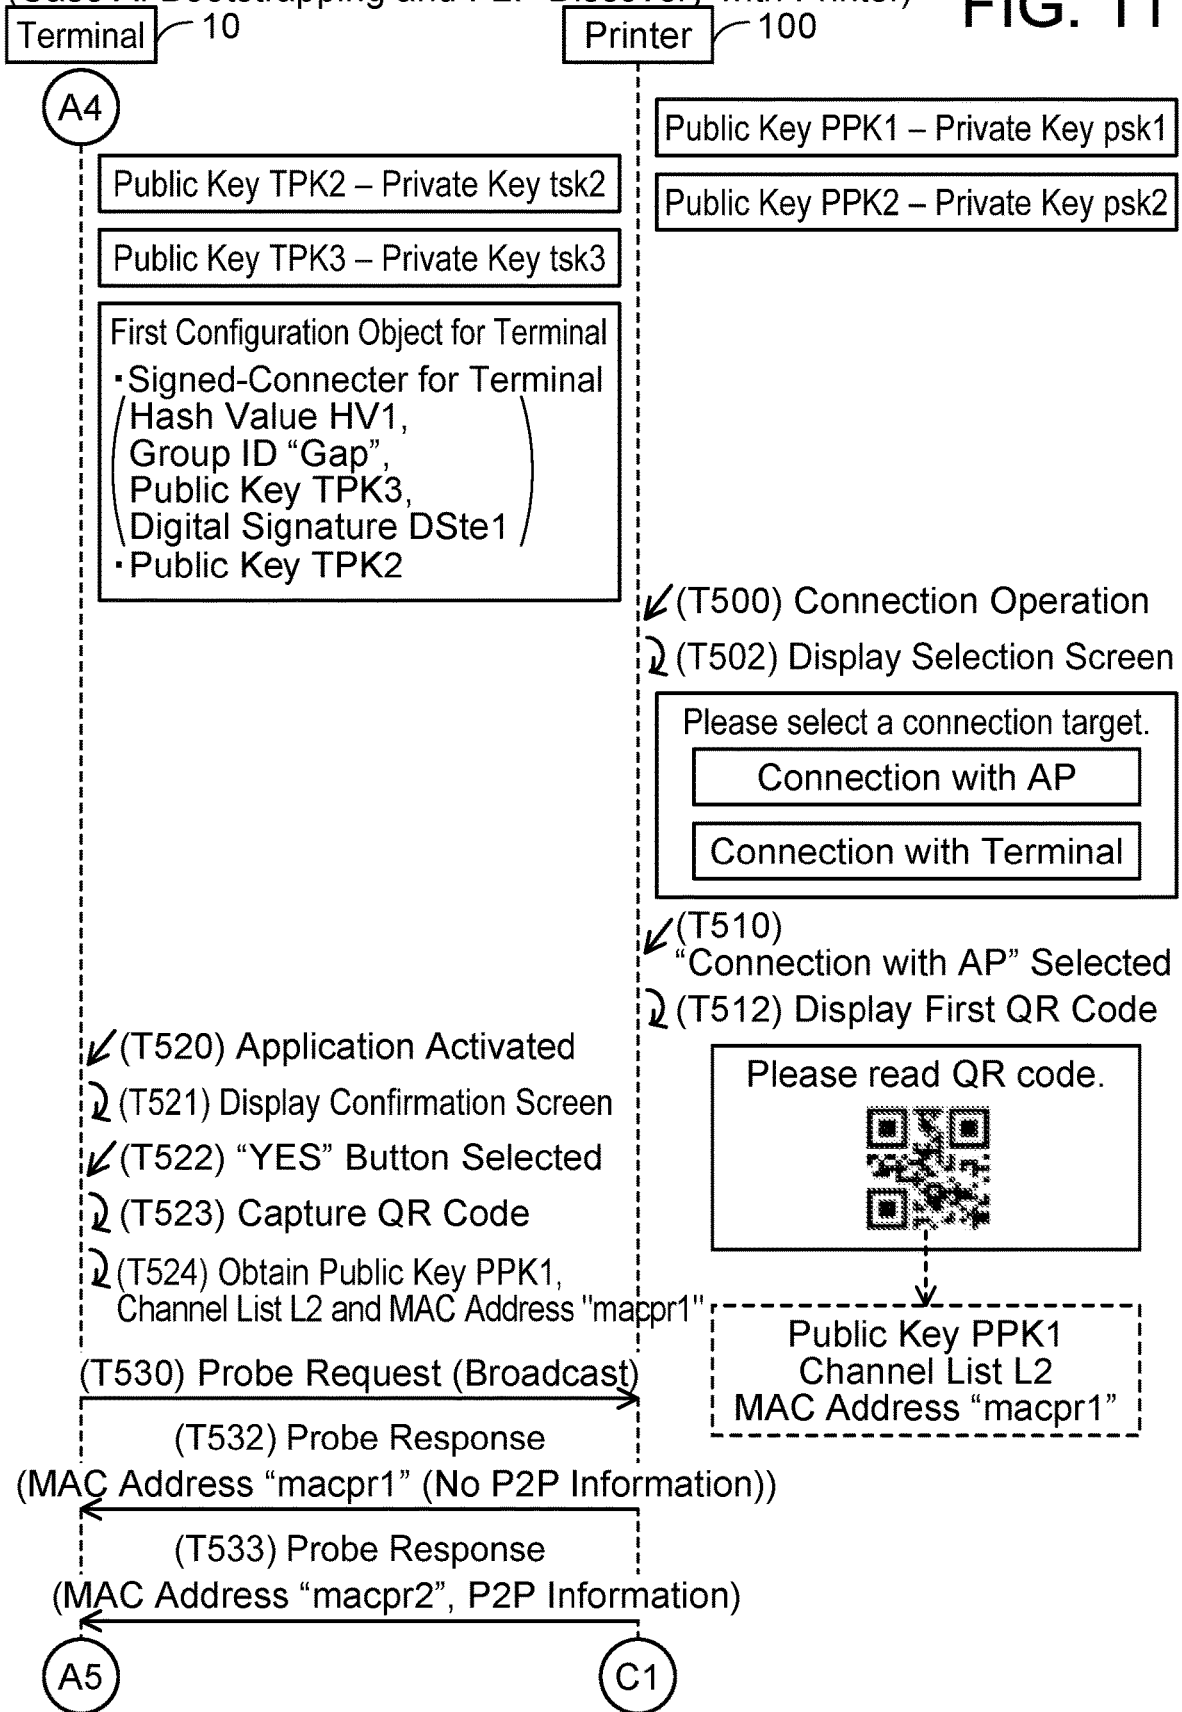 FIG. 11
Terminal 10
Printer 100
A4
Public Key PPK1 – Private Key psk1
Public Key TPK2 – Private Key tsk2
Public Key PPK2 – Private Key psk2
Public Key TPK3 – Private Key tsk3
First Configuration Object for Terminal
・Signed-Connecter for Terminal
Hash Value HV1,
Group ID “Gap”,
Public Key TPK3,
Digital Signature DSte1
・Public Key TPK2
(T500) Connection Operation
(T502) Display Selection Screen
Please select a connection target.
Connection with AP
Connection with Terminal
(T510)
“Connection with AP” Selected
(T512) Display First QR Code
Please read QR code.
Public Key PPK1
Channel List L2
MAC Address “macpr1”
(T520) Application Activated
(T521) Display Confirmation Screen
(T522) “YES” Button Selected
(T523) Capture QR Code
(T524) Obtain Public Key PPK1,
Channel List L2 and MAC Address "macpr1"
(T530) Probe Request (Broadcast)
(T532) Probe Response
(MAC Address “macpr1” (No P2P Information))
(T533) Probe Response
(MAC Address “macpr2”, P2P Information)
A5
C1